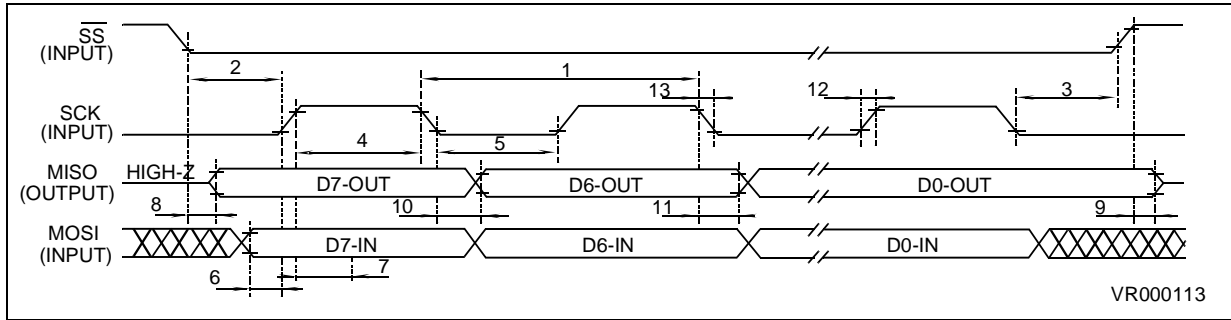 SS
(INPUT)
2
1
13
12
3
SCK
(INPUT)
4
5
MISO
(OUTPUT)
HIGH-Z
D7-OUT
D6-OUT
D0-OUT
8
10
11
9
MOSI
(INPUT)
D7-IN
D6-IN
D0-IN
6
7
VR000113